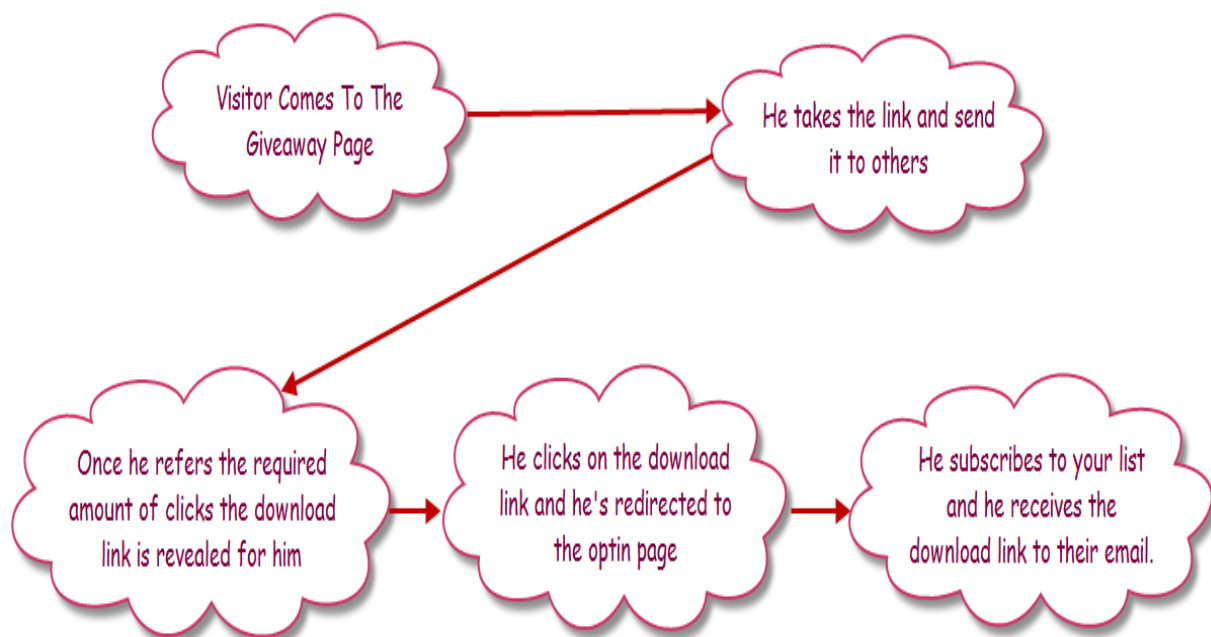 Visitor Comes To The
Giveaway Page
He takes the link and send
it to others
Once he refers the required
amount of clicks the download
link is revealed for him
He clicks on the download
link and he's redirected to
the optin page
He subscribes to your list
and he receives the
download link to their email.